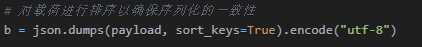 # 对载荷进行排序以确保序列化的一致性
b = json.dumps(payload, sort_keys=True).encode("utf-8")